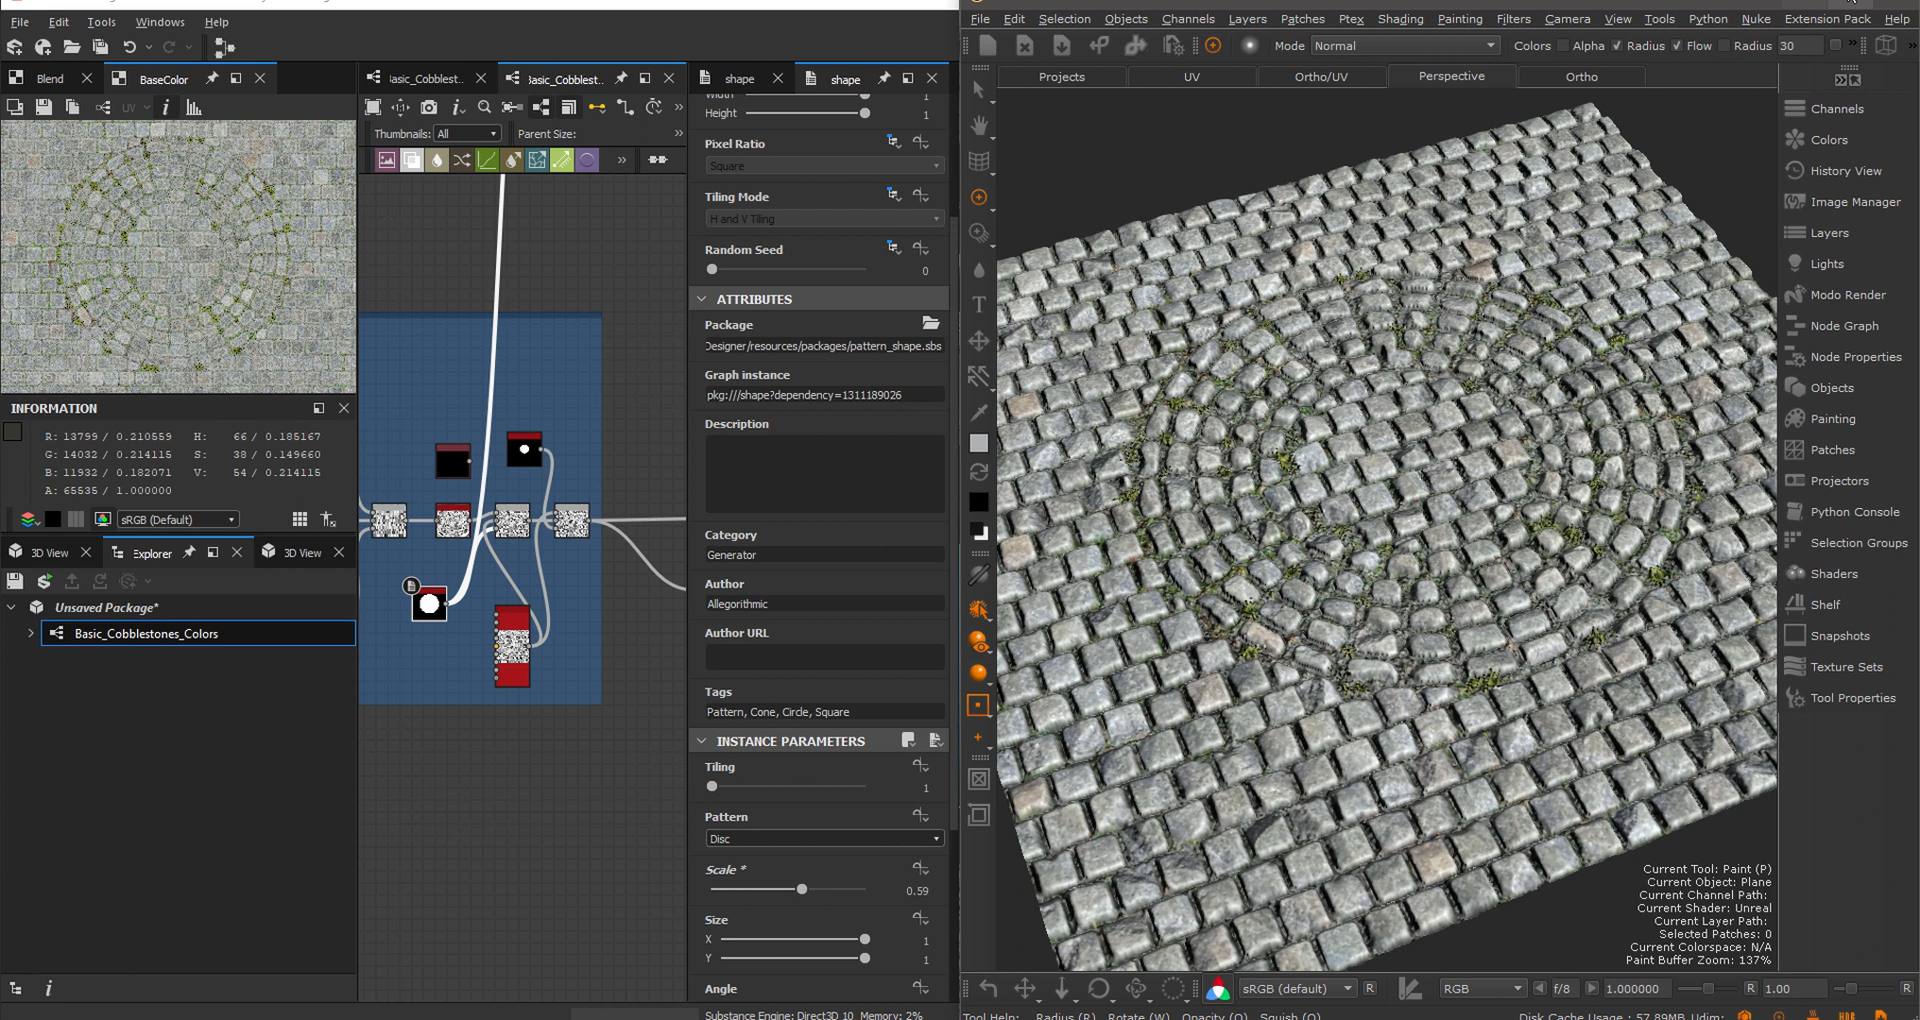 File Edit Tools Windows Help
Blend
BaseColor
UV
INFORMATION
R: 13799 / 0.210559 H: 66 / 0.185167
G: 14032 / 0.214115 S: 38 / 0.149660
B: 11932 / 0.182071 V: 54 / 0.214115
A: 65535 / 1.000000
sRGB (Default)
3D View
Explorer
3D View
Unsaved Package*
Basic_Cobblestones_Colors
asic_Cobblest..
asic_Cobblest..
Thumbnails: All
Parent Size:
shape
shape
Width 1
Height 1
Pixel Ratio
Square
Tiling Mode
H and V Tiling
Random Seed
0
ATTRIBUTES
Package
Designer/resources/packages/pattern_shape.sbs
Graph instance
pkg:///shape?dependency=1311189026
Description
Category
Generator
Author
Allegorithmic
Author URL
Tags
Pattern, Cone, Circle, Square
INSTANCE PARAMETERS
Tiling
1
Pattern
Disc
Scale *
0.59
Size
X 1
Y 1
Angle
Substance Engine: Direct3D 10 Memory: 2%
File Edit Selection Objects Channels Layers Patches Ptex Shading Painting Filters Camera View Tools Python Nuke Extension Pack Help
Mode Normal Colors Alpha Radius Flow Radius 30
Projects UV Ortho/UV Perspective Ortho
Channels
Colors
History View
Image Manager
Layers
Lights
Modo Render
Node Graph
Node Properties
Objects
Painting
Patches
Projectors
Python Console
Selection Groups
Shaders
Shelf
Snapshots
Texture Sets
Tool Properties
Current Tool: Paint (P)
Current Object: Plane
Current Channel Path:
Current Shader: Unreal
Current Layer Path:
Selected Patches: 0
Current Colorspace: N/A
Paint Buffer Zoom: 137%
sRGB (default) R RGB f/8 1.000000 R 1.00 R
Tool Help: Radius (R) Rotate (W) Opacity (O) Squish (Q) Disk Cache Usage : 57.89MB Udim: